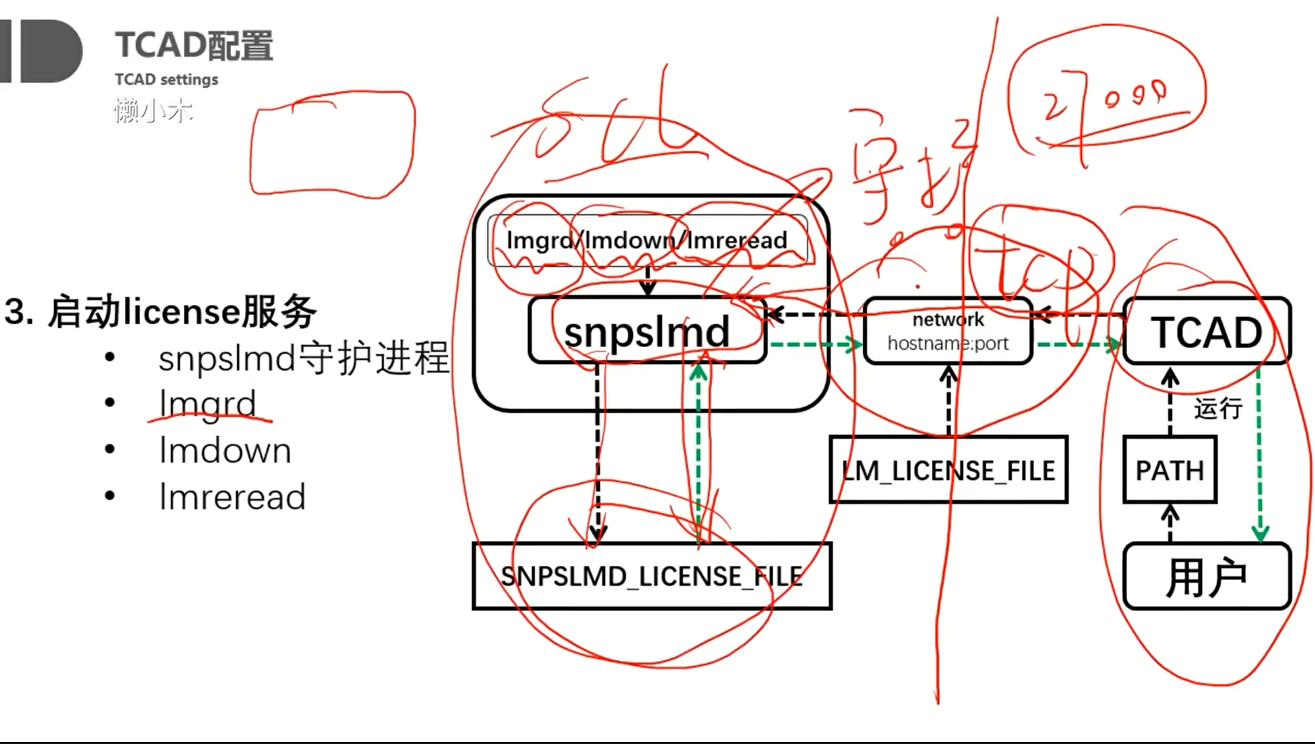 TCAD配置
TCAD settings
懒小木
scl
守护
27000
tcp
lmgrd/lmdown/lmreread
snpslmd
network
hostname:port
TCAD
3. 启动license服务
• snpslmd守护进程
• lmgrd
• lmdown
• lmreread
运行
LM_LICENSE_FILE
PATH
SNPSLMD_LICENSE_FILE
用户